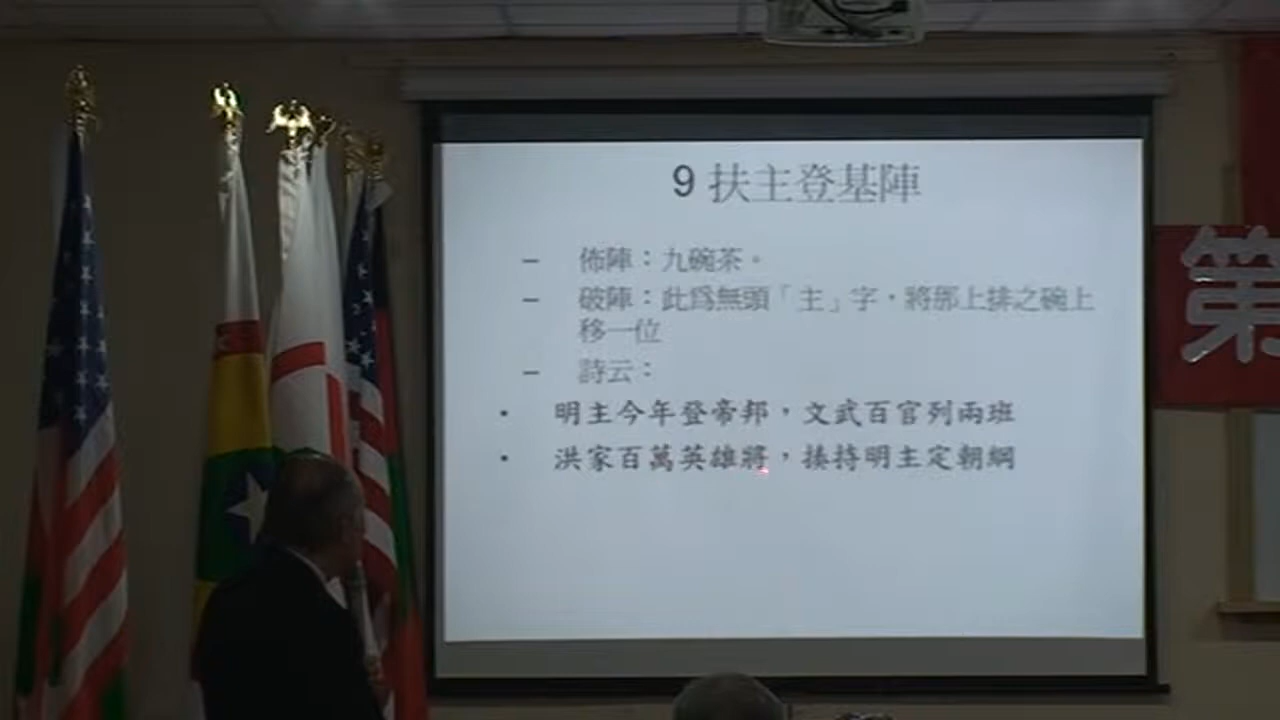 9 扶主登基陣
– 佈陣：九碗茶。
– 破陣：此爲無頭「主」字，將那上排之碗上
移一位
– 詩云：
• 明主今年登帝邦，文武百官列兩班
• 洪家百萬英雄將，揍持明主定朝綱
第